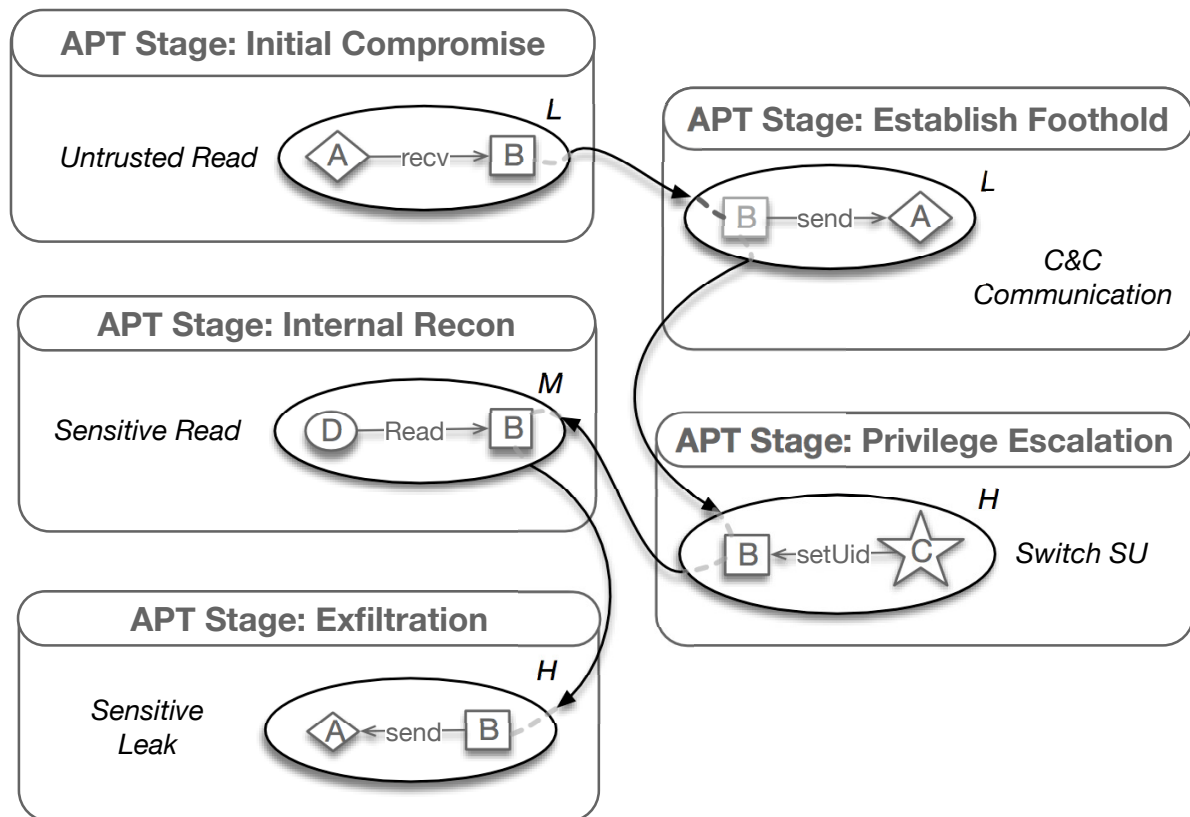 APT Stage: Initial Compromise
L
Untrusted Read
A
recv
B
APT Stage: Establish Foothold
L
B
send
A
C&C
Communication
APT Stage: Internal Recon
M
Sensitive Read
D
Read
B
APT Stage: Privilege Escalation
H
B
setUid
C
Switch SU
APT Stage: Exfiltration
H
Sensitive
Leak
A
send
B